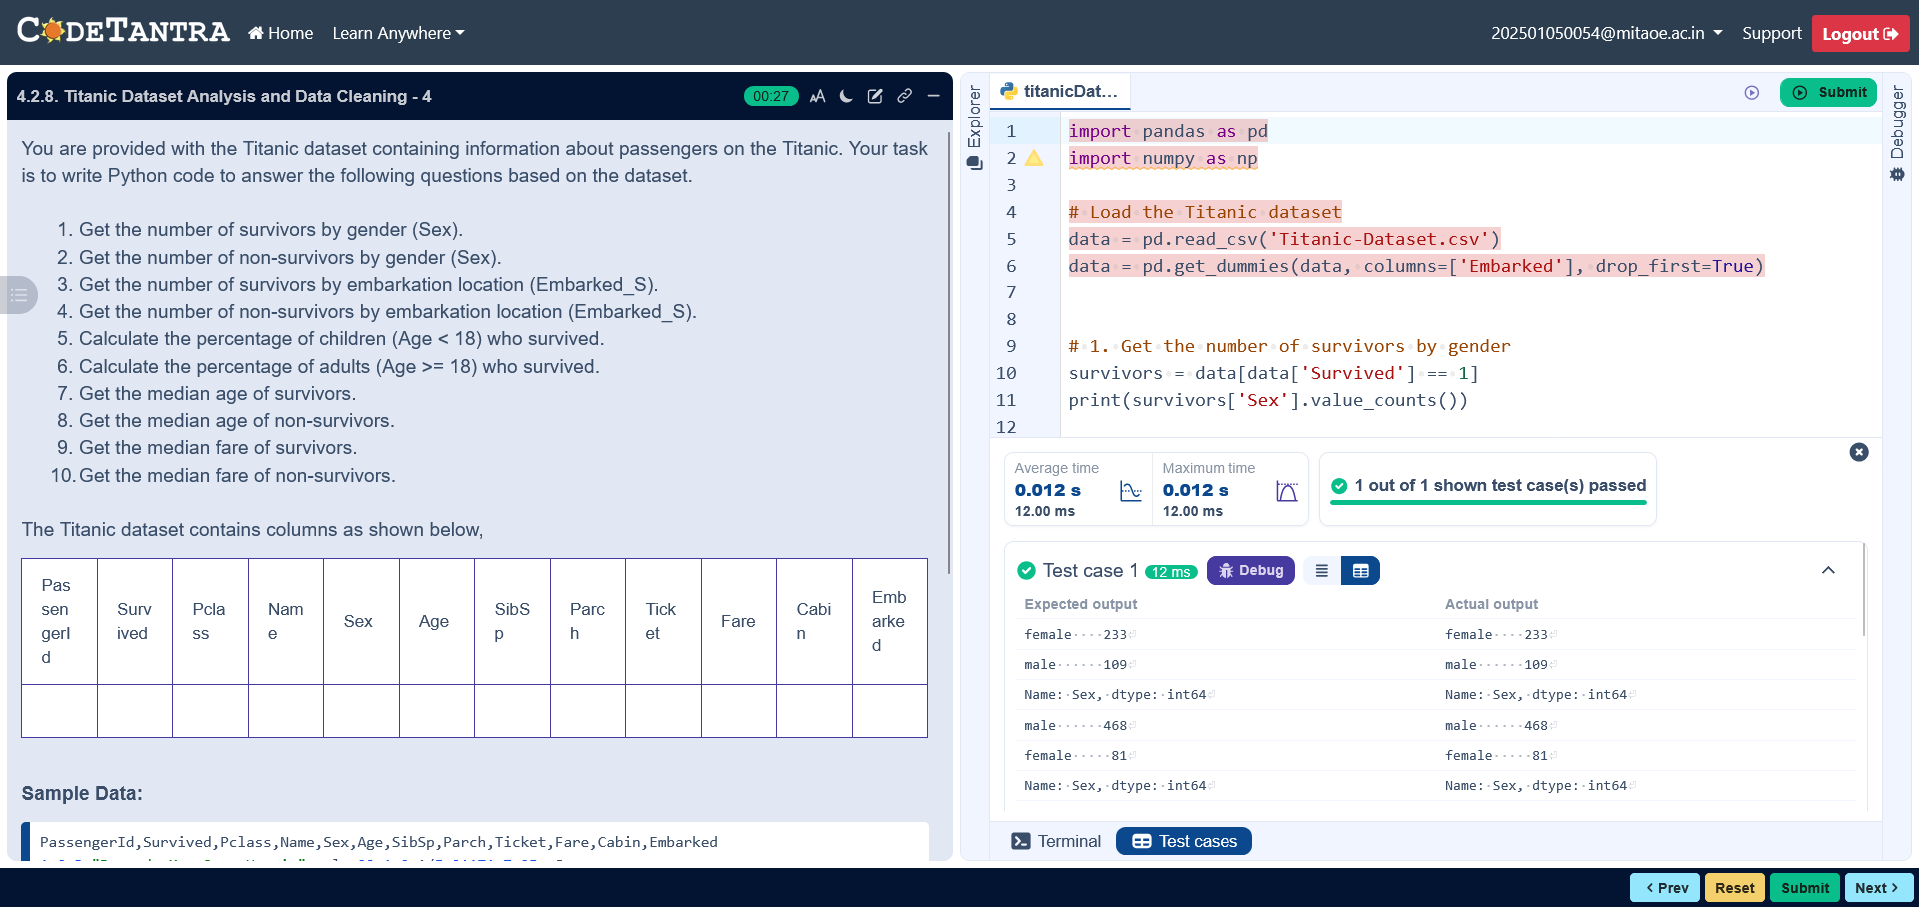 CODETANTRA Home Learn Anywhere 202501050054@mitaoe.ac.in Support Logout
4.2.8. Titanic Dataset Analysis and Data Cleaning - 4 00:27 AA
You are provided with the Titanic dataset containing information about passengers on the Titanic. Your task
is to write Python code to answer the following questions based on the dataset.
1. Get the number of survivors by gender (Sex).
2. Get the number of non-survivors by gender (Sex).
3. Get the number of survivors by embarkation location (Embarked_S).
4. Get the number of non-survivors by embarkation location (Embarked_S).
5. Calculate the percentage of children (Age < 18) who survived.
6. Calculate the percentage of adults (Age >= 18) who survived.
7. Get the median age of survivors.
8. Get the median age of non-survivors.
9. Get the median fare of survivors.
10. Get the median fare of non-survivors.
The Titanic dataset contains columns as shown below,
PassengerId Survived Pclass Name Sex Age SibSp Parch Ticket Fare Cabin Embarked
Sample Data:
PassengerId,Survived,Pclass,Name,Sex,Age,SibSp,Parch,Ticket,Fare,Cabin,Embarked
Explorer
titanicDat...
Submit
Debugger
1 import pandas as pd
2 import numpy as np
3
4 # Load the Titanic dataset
5 data = pd.read_csv('Titanic-Dataset.csv')
6 data = pd.get_dummies(data, columns=['Embarked'], drop_first=True)
7
8
9 # 1. Get the number of survivors by gender
10 survivors = data[data['Survived'] == 1]
11 print(survivors['Sex'].value_counts())
12
Average time Maximum time
0.012 s 0.012 s
12.00 ms 12.00 ms
1 out of 1 shown test case(s) passed
Test case 1 12 ms Debug
Expected output Actual output
female····233 female····233
male······109 male······109
Name:·Sex,·dtype:·int64 Name:·Sex,·dtype:·int64
male······468 male······468
female·····81 female·····81
Name:·Sex,·dtype:·int64 Name:·Sex,·dtype:·int64
Terminal Test cases
Prev Reset Submit Next